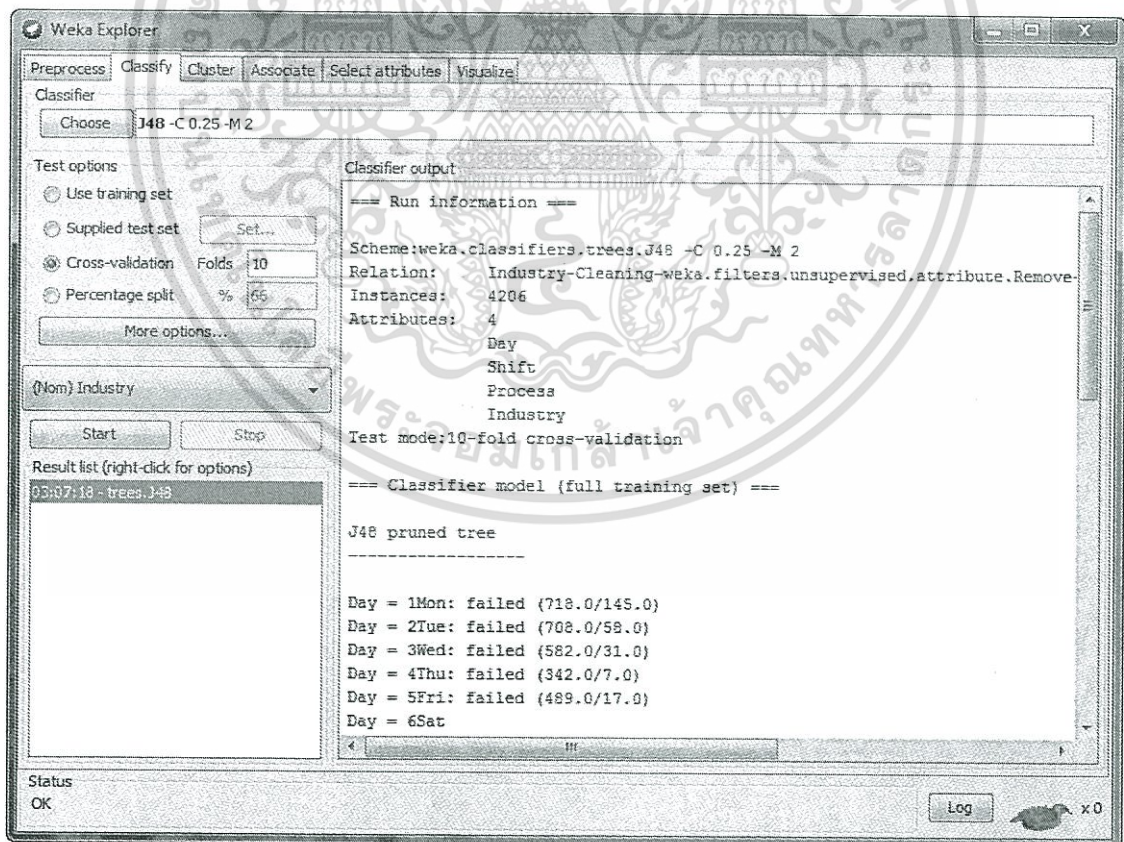 Weka Explorer
Preprocess Classify Cluster Associate Select attributes Visualize
Classifier
Choose J48 -C 0.25 -M 2
Test options
Use training set
Supplied test set Set...
Cross-validation Folds 10
Percentage split % 66
More options...
(Nom) Industry
Start Stop
Result list (right-click for options)
03:07:18 - trees.J48
Classifier output
=== Run information ===
Scheme:weka.classifiers.trees.J48 -C 0.25 -M 2
Relation: Industry-Cleaning-weka.filters.unsupervised.attribute.Remove-
Instances: 4206
Attributes: 4
Day
Shift
Process
Industry
Test mode:10-fold cross-validation
=== Classifier model (full training set) ===
J48 pruned tree
------------------
Day = 1Mon: failed (718.0/145.0)
Day = 2Tue: failed (708.0/58.0)
Day = 3Wed: failed (582.0/31.0)
Day = 4Thu: failed (342.0/7.0)
Day = 5Fri: failed (489.0/17.0)
Day = 6Sat
Status
OK
Log
x 0